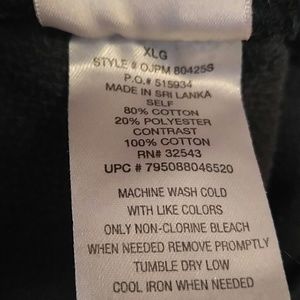 XLG
STYLE # OJPM 80425S
P.O.# 515934
MADE IN SRI LANKA
SELF
80% COTTON
20% POLYESTER
CONTRAST
100% COTTON
RN# 32543
UPC # 795088046520
MACHINE WASH COLD
WITH LIKE COLORS
ONLY NON-CLORINE BLEACH
WHEN NEEDED REMOVE PROMPTLY
TUMBLE DRY LOW
COOL IRON WHEN NEEDED